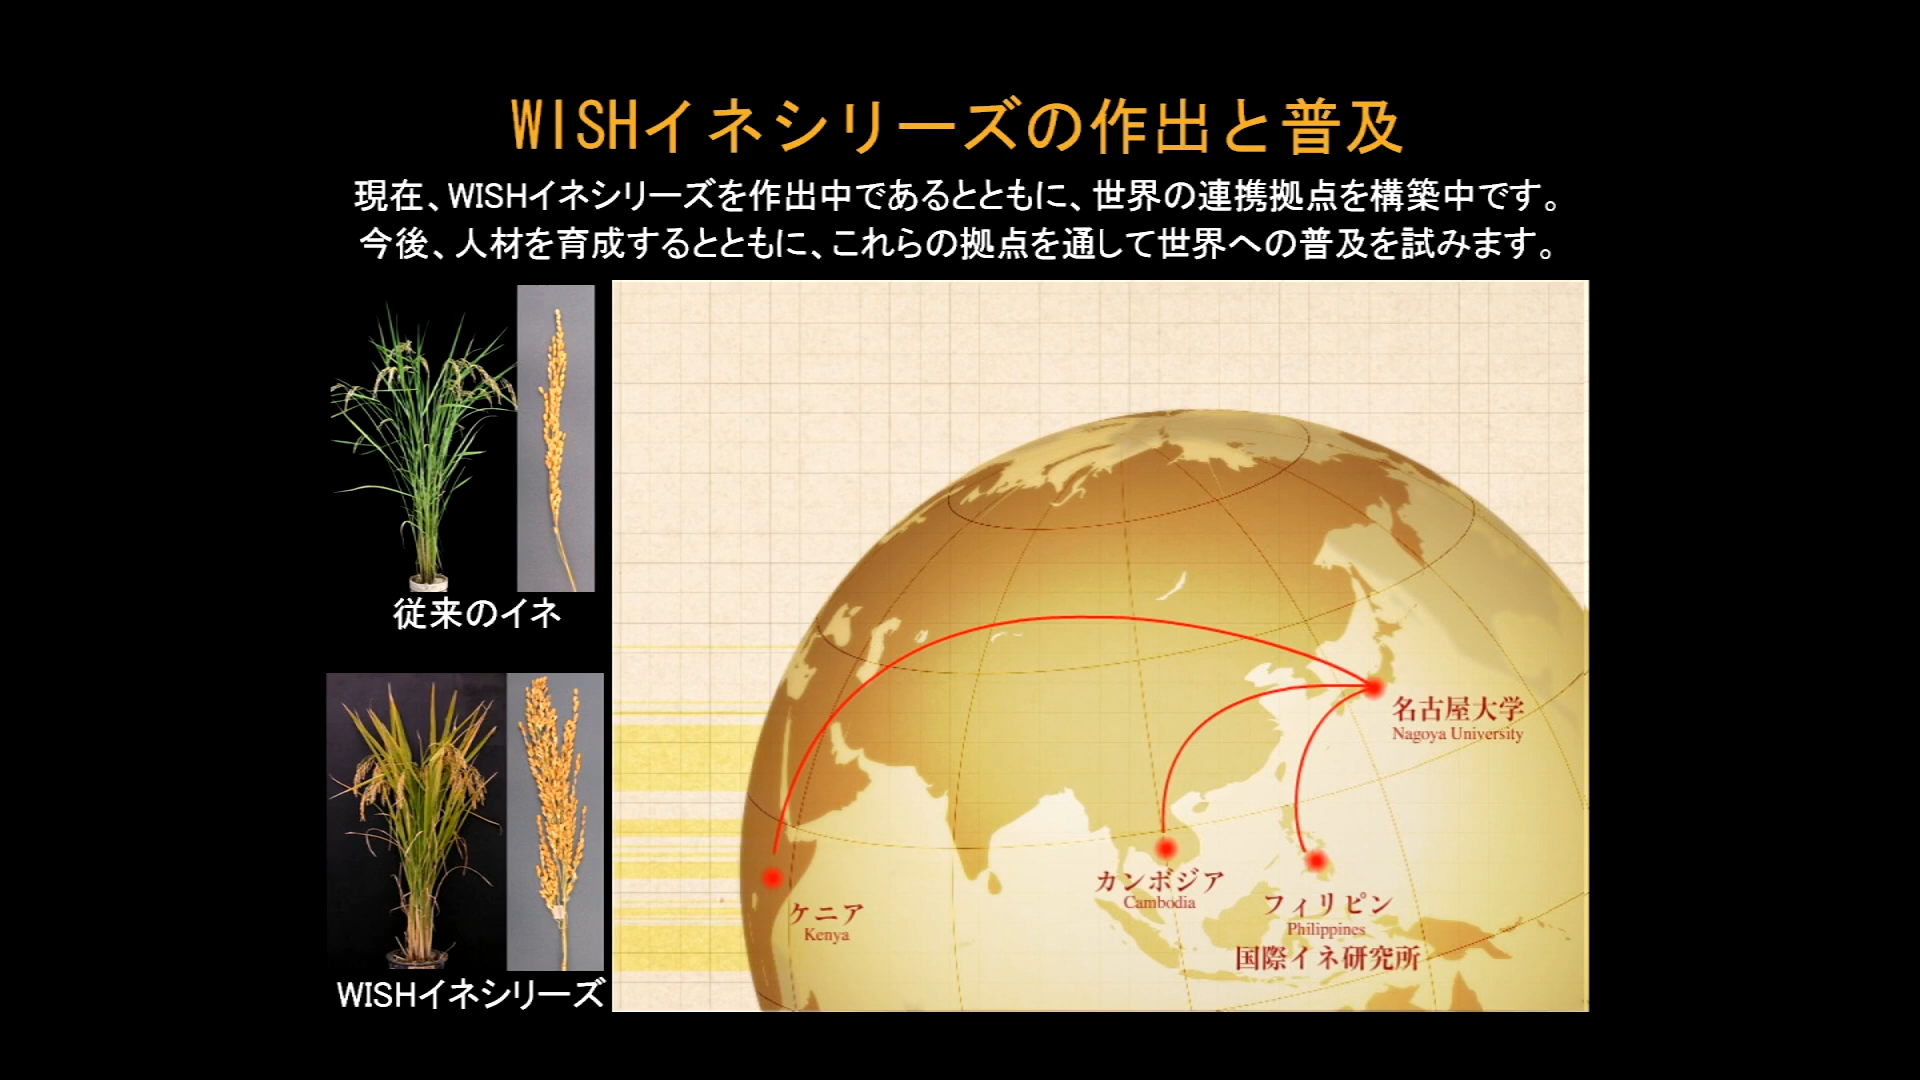 WISHイネシリーズの作出と普及
現在、WISHイネシリーズを作出中であるとともに、世界の連携拠点を構築中です。
今後、人材を育成するとともに、これらの拠点を通して世界への普及を試みます。
従来のイネ
WISHイネシリーズ
名古屋大学
Nagoya University
カンボジア
Cambodia
ケニア
Kenya
フィリピン
Philippines
国際イネ研究所